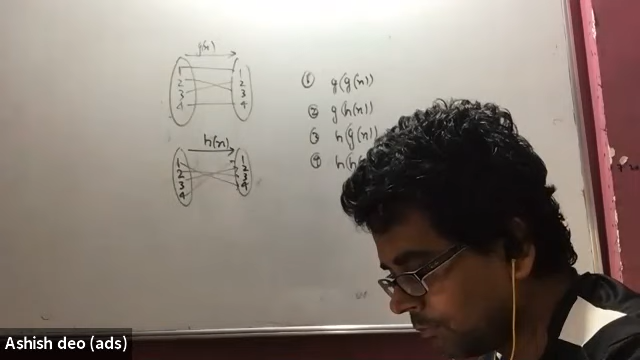 g(x)
1 1
2 2
3 3
4 4
h(x)
1 1
2 2
3 3
4 4
① g(g(x))
② g(h(x))
③ h(g(x))
④ h(h
Ashish deo (ads)